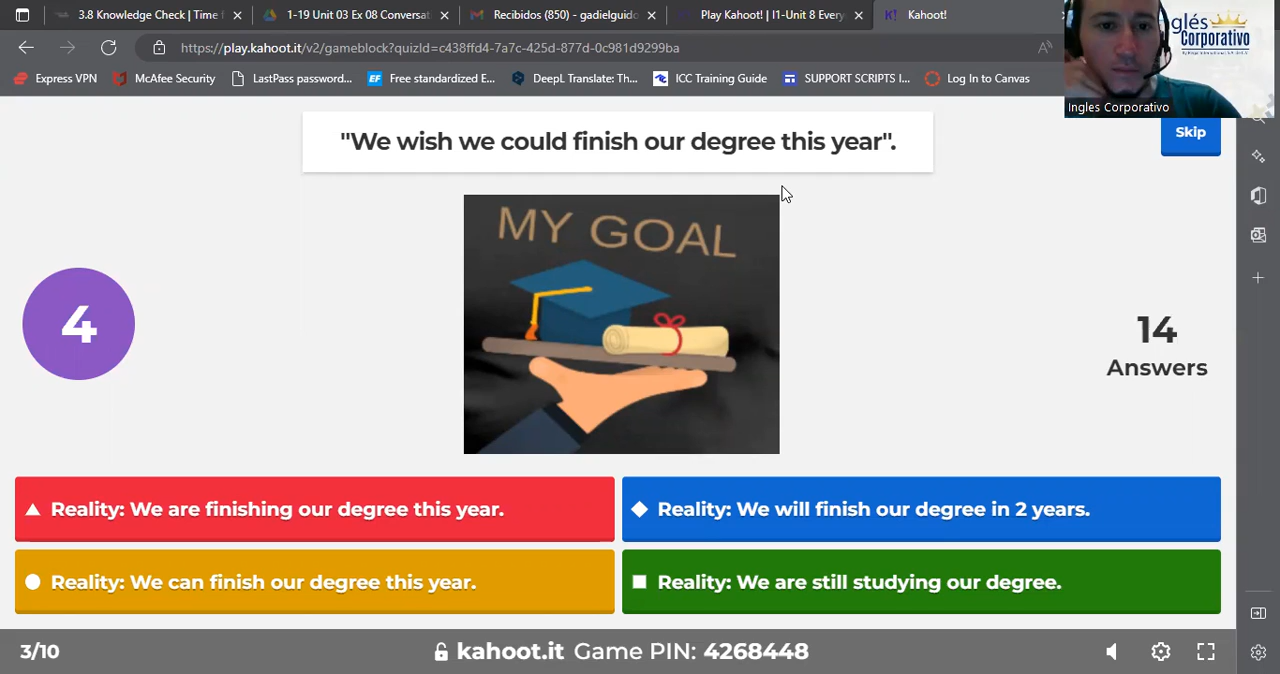 3.8 Knowledge Check | Time
1-19 Unit 03 Ex 08 Conversat
Recibidos (850) - gadielguido
Play Kahoot! | I1-Unit 8 Every
Kahoot!
https://play.kahoot.it/v2/gameblock?quizId=c438ffd4-7a7c-425d-877d-0c981d9299ba
Express VPN
McAfee Security
LastPass password...
EF Free standardized E...
DeepL Translate: Th...
ICC Training Guide
SUPPORT SCRIPTS I...
Log In to Canvas
glés
Corporativo
Ingles Corporativo
"We wish we could finish our degree this year".
Skip
MY GOAL
4
14
Answers
Reality: We are finishing our degree this year.
Reality: We will finish our degree in 2 years.
Reality: We can finish our degree this year.
Reality: We are still studying our degree.
3/10
kahoot.it Game PIN: 4268448